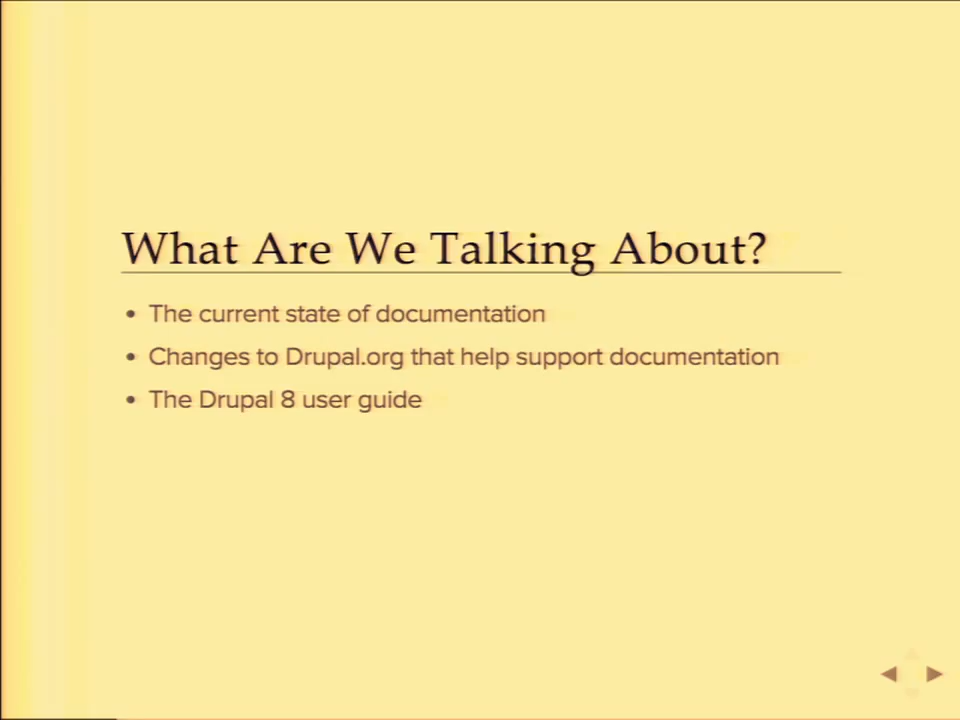 What Are We Talking About?
• The current state of documentation
• Changes to Drupal.org that help support documentation
• The Drupal 8 user guide